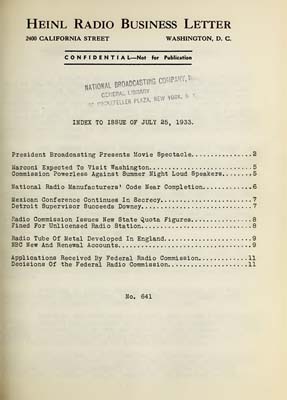 HEINL RADIO BUSINESS LETTER
2400 CALIFORNIA STREET WASHINGTON, D. C.
CONFIDENTIAL—Not for Publication
NATIONAL BROADCASTING COMPANY,
GENERAL LIBRARY
ROCKEFELLER PLAZA, NEW YORK, N. Y.
INDEX TO ISSUE OF JULY 25, 1933.
President Broadcasting Presents Movie Spectacle...............2
Marconi Expected To Visit Washington..........................5
Commission Powerless Against Summer Night Loud Speakers.......5
National Radio Manufacturers' Code Near Completion............6
Mexican Conference Continues In Secrecy.......................7
Detroit Supervisor Succeeds Downey............................7
Radio Commission Issues New State Quota Figures...............8
Fined For Unlicensed Radio Station............................8
Radio Tube Of Metal Developed In England......................9
NBC New And Renewal Accounts..................................9
Applications Received By Federal Radio Commission............11
Decisions Of The Federal Radio Commission....................11
No. 641